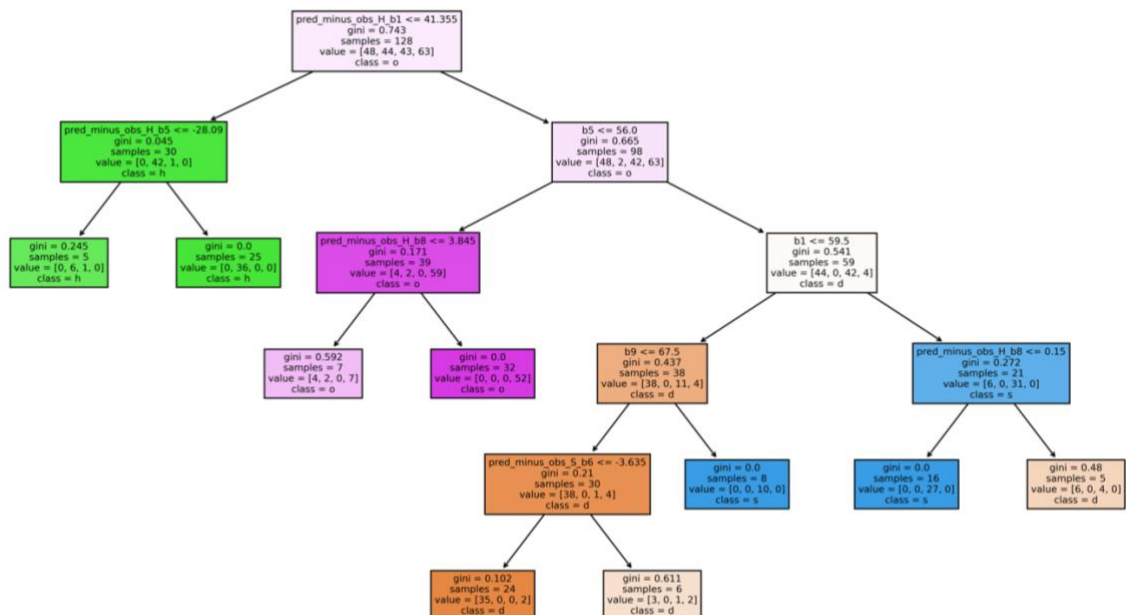 pred_minus_obs_H_b1 <= 41.355
gini = 0.743
samples = 128
value = [48, 44, 43, 63]
class = o
pred_minus_obs_H_b5 <= -28.09
gini = 0.045
samples = 30
value = [0, 42, 1, 0]
class = h
b5 <= 56.0
gini = 0.665
samples = 98
value = [48, 2, 42, 63]
class = o
gini = 0.245
samples = 5
value = [0, 6, 1, 0]
class = h
gini = 0.0
samples = 25
value = [0, 36, 0, 0]
class = h
pred_minus_obs_H_b8 <= 3.845
gini = 0.171
samples = 39
value = [4, 2, 0, 59]
class = o
b1 <= 59.5
gini = 0.541
samples = 59
value = [44, 0, 42, 4]
class = d
gini = 0.592
samples = 7
value = [4, 2, 0, 7]
class = o
gini = 0.0
samples = 32
value = [0, 0, 0, 52]
class = o
b9 <= 67.5
gini = 0.437
samples = 38
value = [38, 0, 11, 4]
class = d
pred_minus_obs_H_b8 <= 0.15
gini = 0.272
samples = 21
value = [6, 0, 31, 0]
class = s
pred_minus_obs_S_b6 <= -3.635
gini = 0.21
samples = 30
value = [38, 0, 1, 4]
class = d
gini = 0.0
samples = 8
value = [0, 0, 10, 0]
class = s
gini = 0.0
samples = 16
value = [0, 0, 27, 0]
class = s
gini = 0.48
samples = 5
value = [6, 0, 4, 0]
class = d
gini = 0.102
samples = 24
value = [35, 0, 0, 2]
class = d
gini = 0.611
samples = 6
value = [3, 0, 1, 2]
class = d